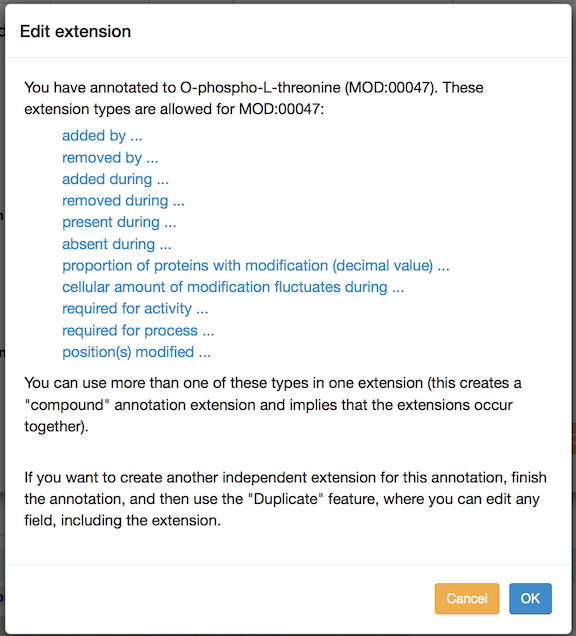 Edit extension
You have annotated to O-phospho-L-threonine (MOD:00047). These
extension types are allowed for MOD:00047:
added by ...
removed by ...
added during ...
removed during ...
present during ...
absent during ...
proportion of proteins with modification (decimal value) ...
cellular amount of modification fluctuates during ...
required for activity ...
required for process ...
position(s) modified ...
You can use more than one of these types in one extension (this creates a
"compound" annotation extension and implies that the extensions occur
together).
If you want to create another independent extension for this annotation, finish
the annotation, and then use the "Duplicate" feature, where you can edit any
field, including the extension.
Cancel OK